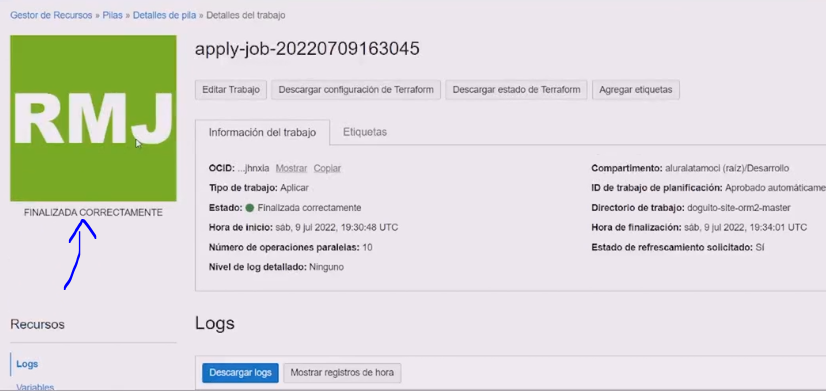 Gestor de Recursos » Pilas » Detalles de pila » Detalles del trabajo
RMJ
FINALIZADA CORRECTAMENTE
apply-job-20220709163045
Editar Trabajo Descargar configuración de Terraform Descargar estado de Terraform Agregar etiquetas
Información del trabajo Etiquetas
OCID: ...jhnxia Mostrar Copiar
Tipo de trabajo: Aplicar
Estado: Finalizada correctamente
Hora de inicio: sáb, 9 jul 2022, 19:30:48 UTC
Número de operaciones paralelas: 10
Nivel de log detallado: Ninguno
Compartimento: aluralatamoci (raíz)/Desarrollo
ID de trabajo de planificación: Aprobado automáticame
Directorio de trabajo: doguito-site-orm2-master
Hora de finalización: sáb, 9 jul 2022, 19:34:01 UTC
Estado de refrescamiento solicitado: Sí
Recursos
Logs
Variables
Logs
Descargar logs Mostrar registros de hora